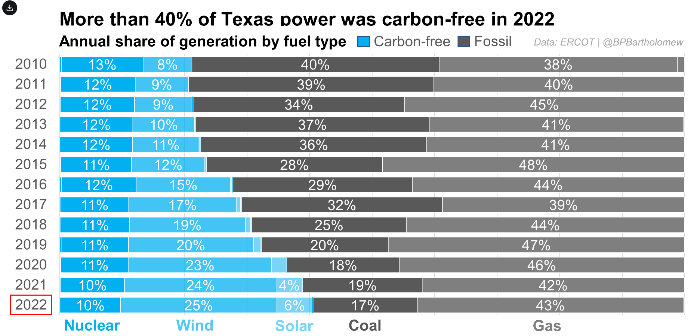 More than 40% of Texas power was carbon-free in 2022
Annual share of generation by fuel type Carbon-free Fossil Data: ERCOT | @BPBartholomew
2010 13% 8% 40% 38%
2011 12% 9% 39% 40%
2012 12% 9% 34% 45%
2013 12% 10% 37% 41%
2014 12% 11% 36% 41%
2015 11% 12% 28% 48%
2016 12% 15% 29% 44%
2017 11% 17% 32% 39%
2018 11% 19% 25% 44%
2019 11% 20% 20% 47%
2020 11% 23% 18% 46%
2021 10% 24% 4% 19% 42%
2022 10% 25% 6% 17% 43%
Nuclear Wind Solar Coal Gas